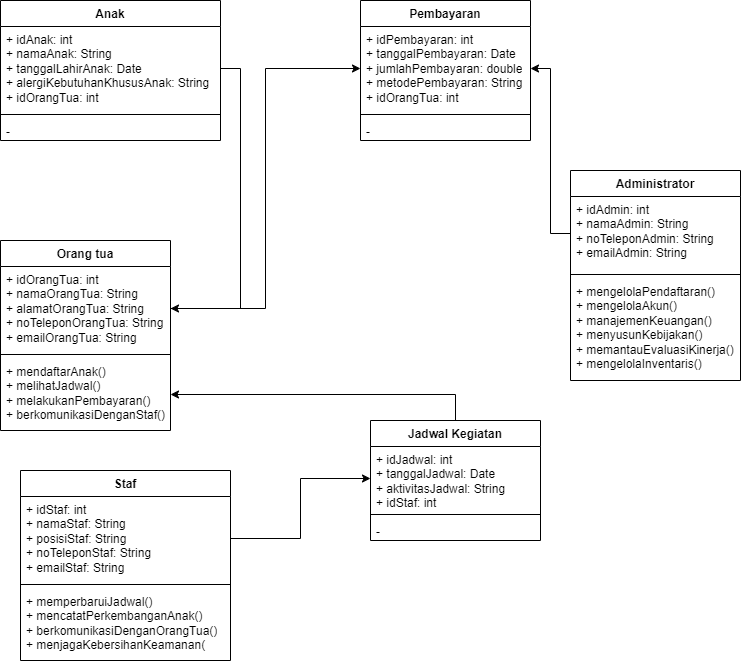 Anak
+ idAnak: int
+ namaAnak: String
+ tanggalLahirAnak: Date
+ alergiKebutuhanKhususAnak: String
+ idOrangTua: int
-
Pembayaran
+ idPembayaran: int
+ tanggalPembayaran: Date
+ jumlahPembayaran: double
+ metodePembayaran: String
+ idOrangTua: int
-
Administrator
+ idAdmin: int
+ namaAdmin: String
+ noTeleponAdmin: String
+ emailAdmin: String
+ mengelolaPendaftaran()
+ mengelolaAkun()
+ manajemenKeuangan()
+ menyusunKebijakan()
+ memantauEvaluasiKinerja()
+ mengelolaInventaris()
Orang tua
+ idOrangTua: int
+ namaOrangTua: String
+ alamatOrangTua: String
+ noTeleponOrangTua: String
+ emailOrangTua: String
+ mendaftarAnak()
+ melihatJadwal()
+ melakukanPembayaran()
+ berkomunikasiDenganStaf()
Jadwal Kegiatan
+ idJadwal: int
+ tanggalJadwal: Date
+ aktivitasJadwal: String
+ idStaf: int
-
Staf
+ idStaf: int
+ namaStaf: String
+ posisiStaf: String
+ noTeleponStaf: String
+ emailStaf: String
+ memperbaruiJadwal()
+ mencatatPerkembanganAnak()
+ berkomunikasiDenganOrangTua()
+ menjagaKebersihanKeamanan(